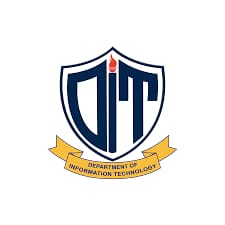 DIT
DEPARTMENT OF
INFORMATION TECHNOLOGY